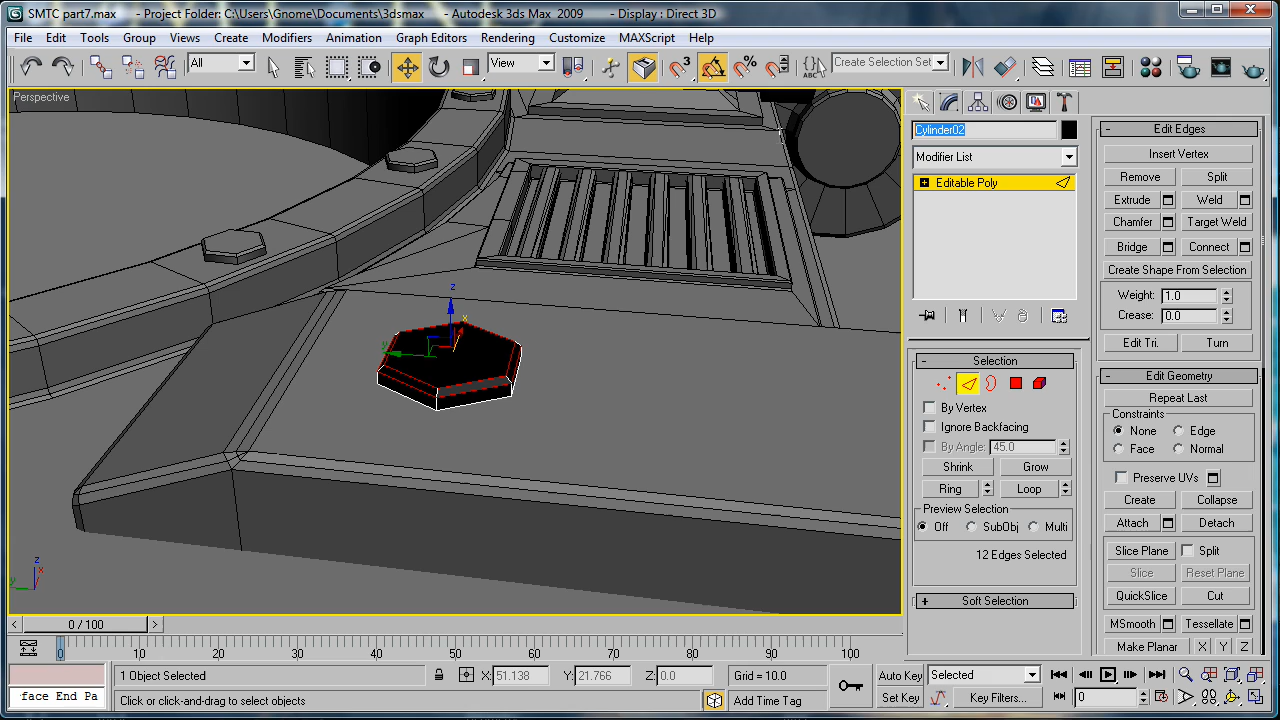 SMTC part7.max - Project Folder: C:\Users\Gnome\Documents\3dsmax - Autodesk 3ds Max 2009 - Display : Direct 3D
File Edit Tools Group Views Create Modifiers Animation Graph Editors Rendering Customize MAXScript Help
All View 3 % ABC Create Selection Set
Perspective
Cylinder02
Modifier List
Editable Poly
Selection
By Vertex
Ignore Backfacing
By Angle: 45.0
Shrink Grow
Ring Loop
Preview Selection
Off SubObj Multi
12 Edges Selected
Soft Selection
Edit Edges
Insert Vertex
Remove Split
Extrude Weld
Chamfer Target Weld
Bridge Connect
Create Shape From Selection
Weight: 1.0
Crease: 0.0
Edit Tri. Turn
Edit Geometry
Repeat Last
Constraints
None Edge
Face Normal
Preserve UVs
Create Collapse
Attach Detach
Slice Plane Split
Slice Reset Plane
QuickSlice Cut
MSmooth Tessellate
Make Planar X Y Z
z
x
y
z
x
y
0 / 100
0 10 20 30 40 50 60 70 80 90 100
1 Object Selected X: 51.138 Y: 21.766 Z: 0.0 Grid = 10.0 Auto Key Selected
face End Pa Click or click-and-drag to select objects Add Time Tag Set Key Key Filters... 0